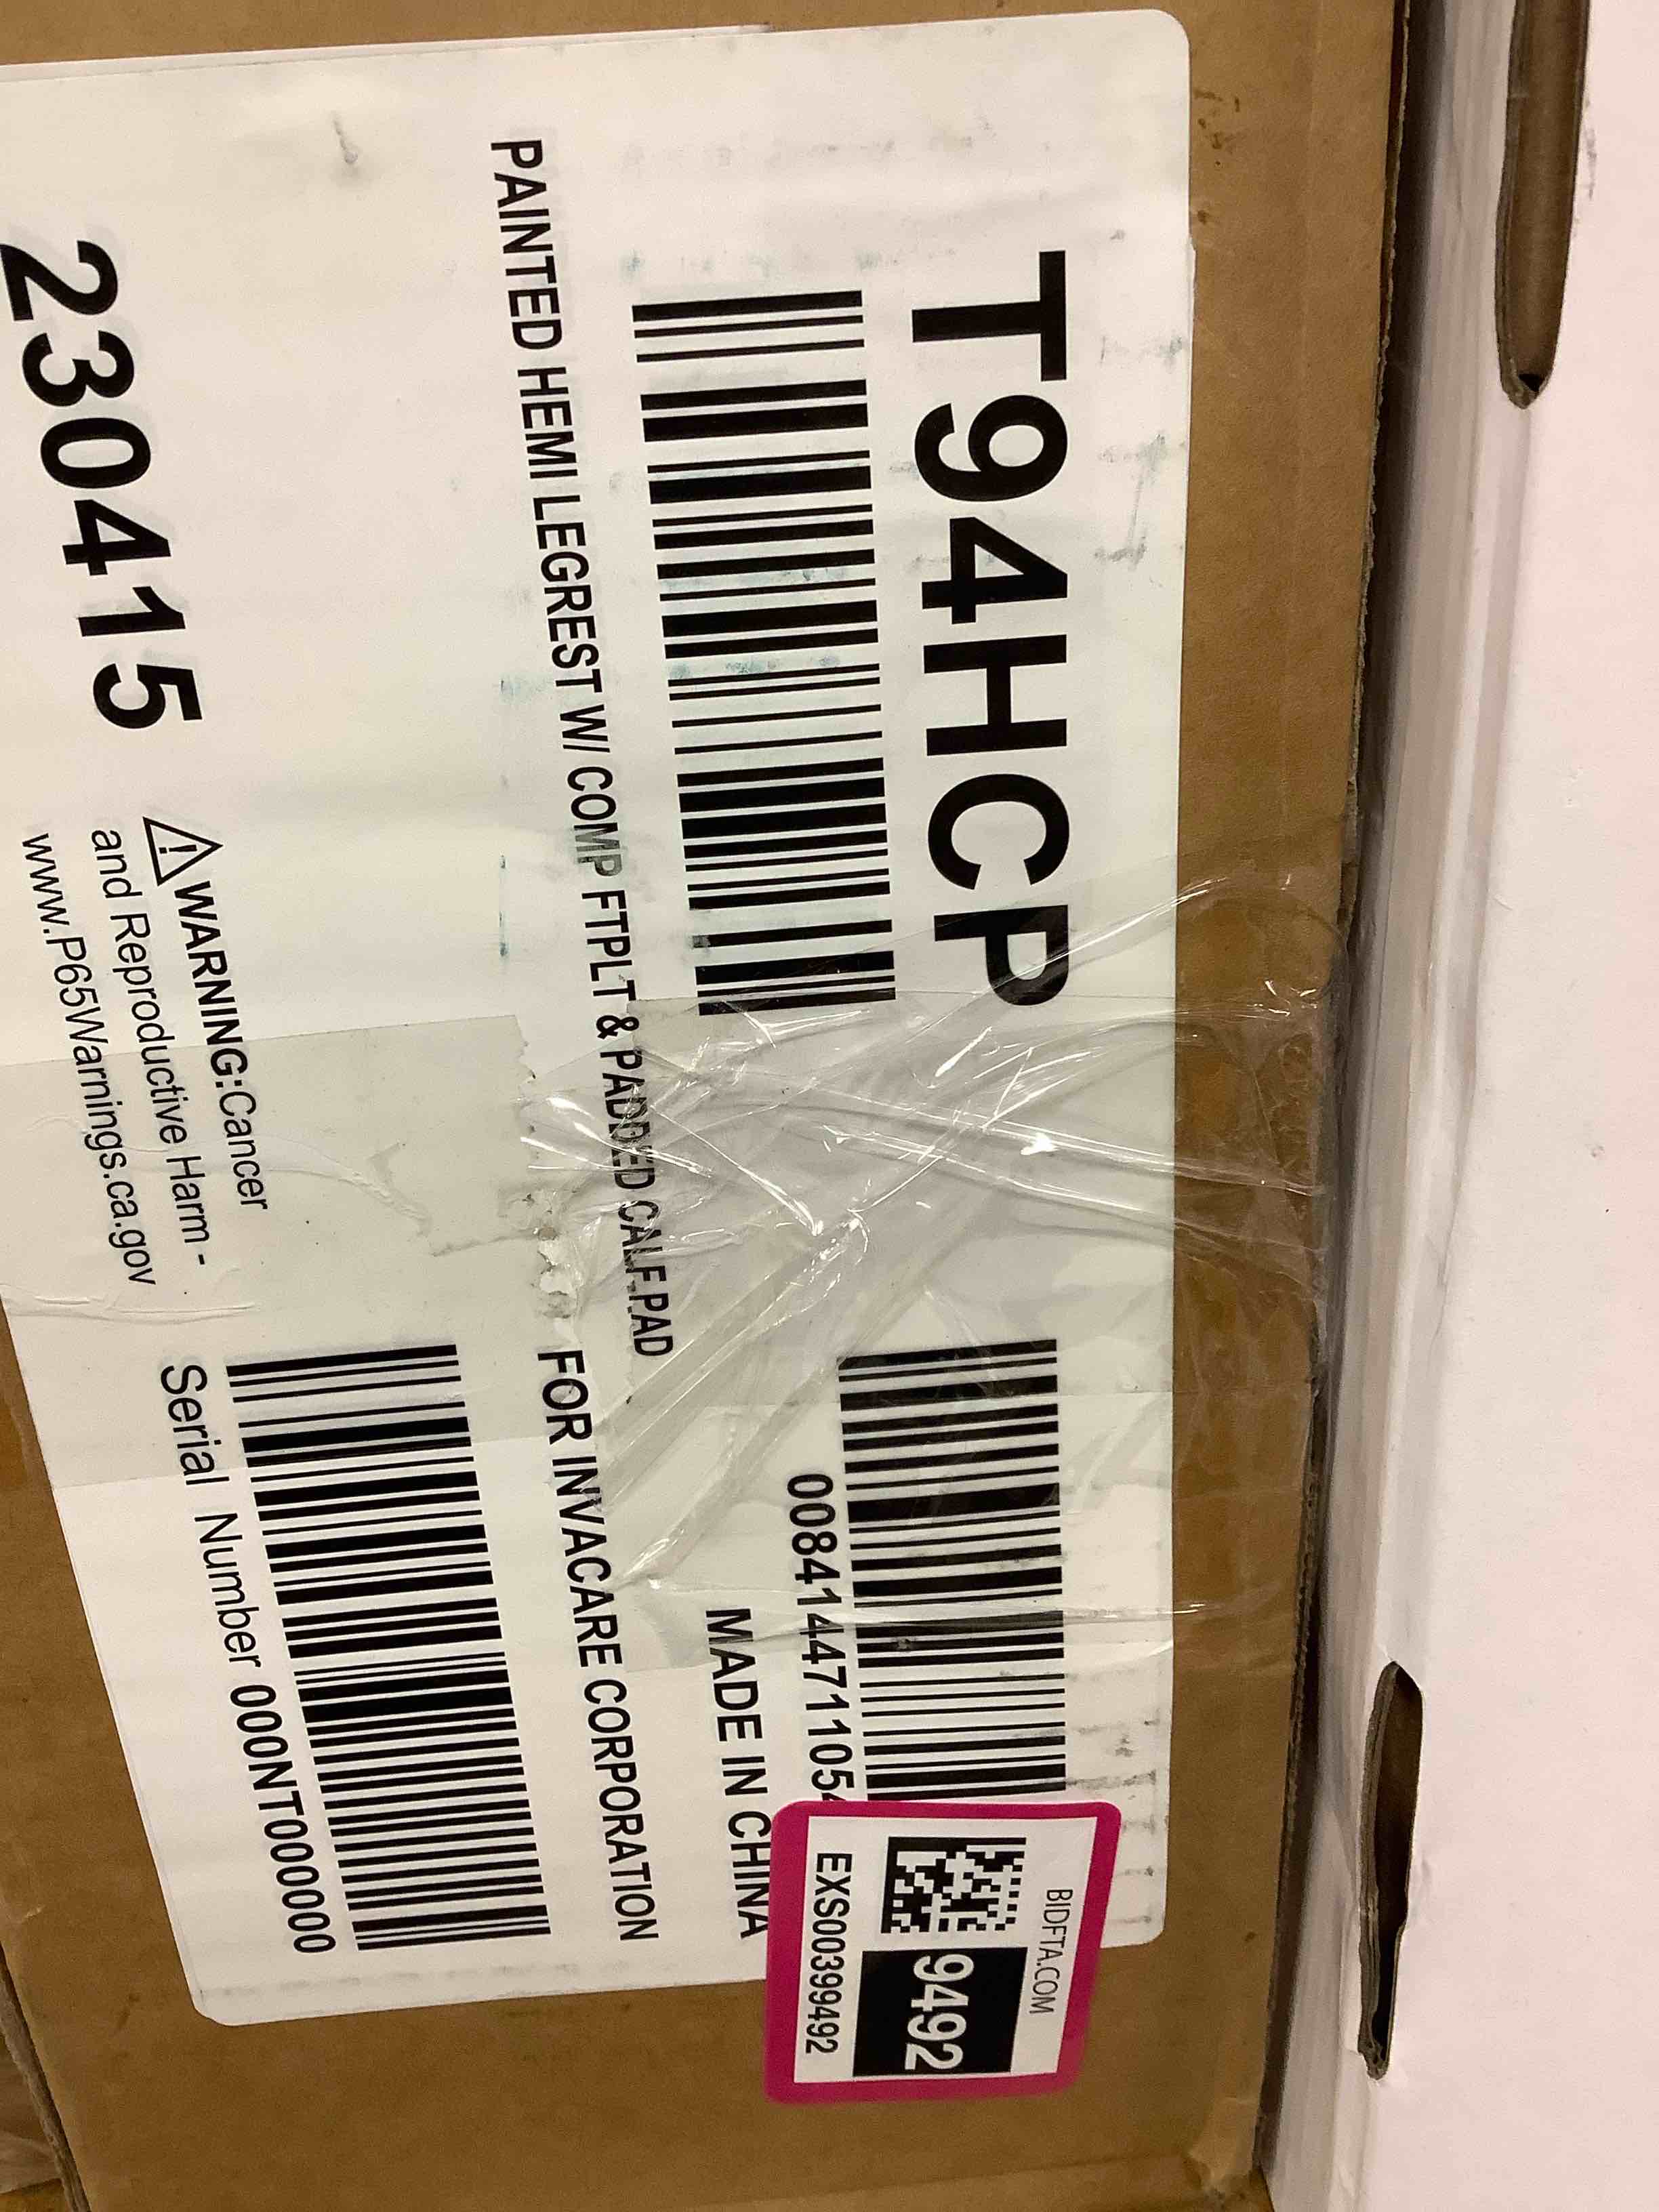 T94HCP
PAINTED HEMI LEGREST W/ COMP FTPLT & PADDED CALF PAD
230415
WARNING:Cancer
and Reproductive Harm -
www.P65Warnings.ca.gov
0084144711054
MADE IN CHINA
FOR INVACARE CORPORATION
Serial Number 000NT000000
BIDFTA.COM
9492
EXS00399492